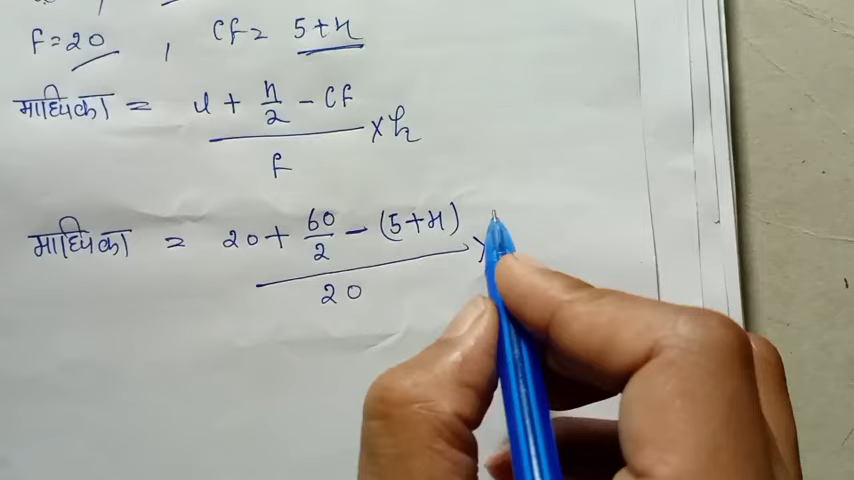 f=20 , Cf= 5+x
माध्यिका = l + n/2 - Cf / f × h
माध्यिका = 20 + 60/2 - (5+x) / 20 ×